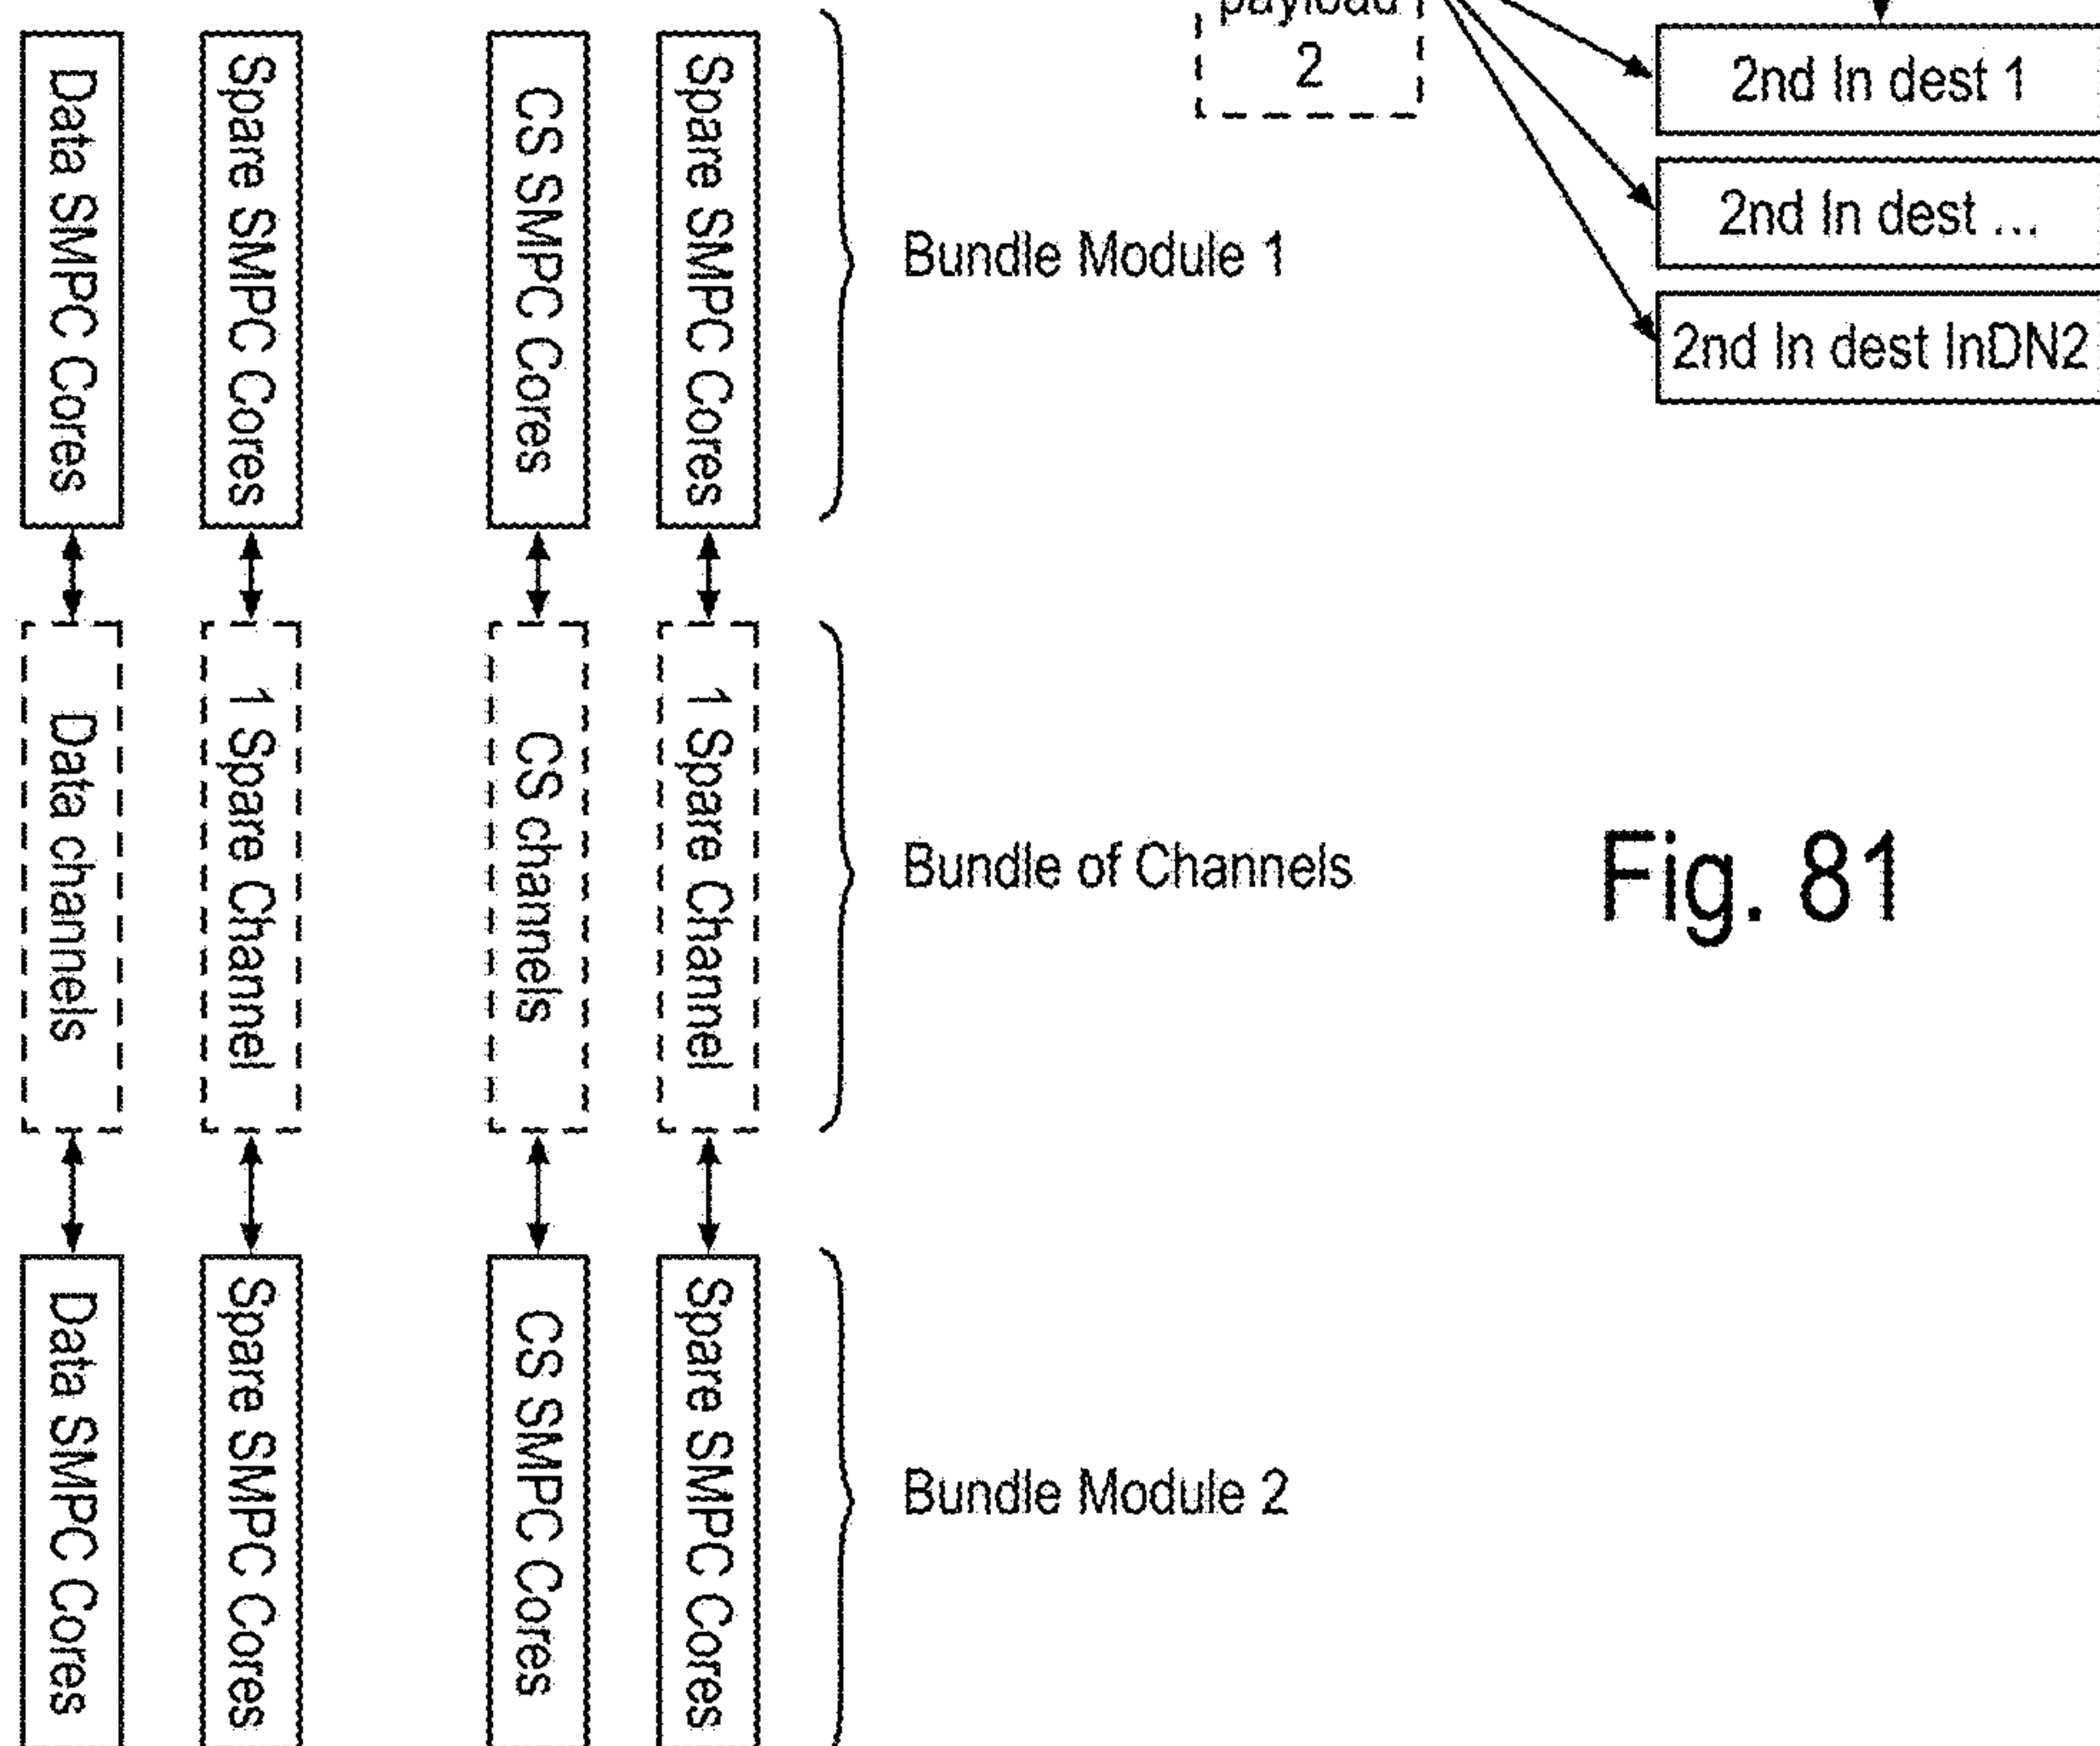 Data SMPC Cores
Spare SMPC Cores
CS SMPC Cores
Spare SMPC Cores
Bundle Module 1
payload
2
2nd In dest 1
2nd In dest ...
2nd In dest InDN2
Data channels
1 Spare Channel
CS channels
1 Spare Channel
Bundle of Channels
Fig. 81
Data SMPC Cores
Spare SMPC Cores
CS SMPC Cores
Spare SMPC Cores
Bundle Module 2